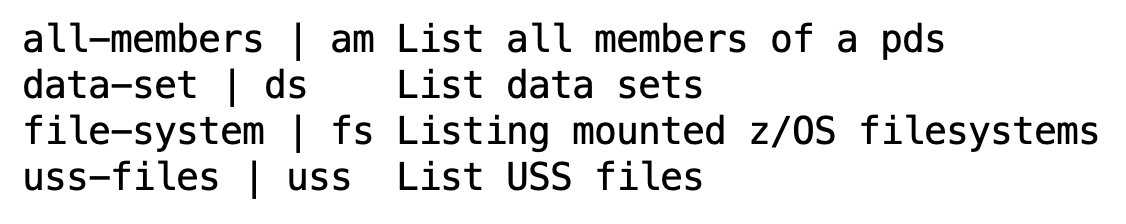 all-members | am List all members of a pds
data-set | ds    List data sets
file-system | fs Listing mounted z/OS filesystems
uss-files | uss  List USS files